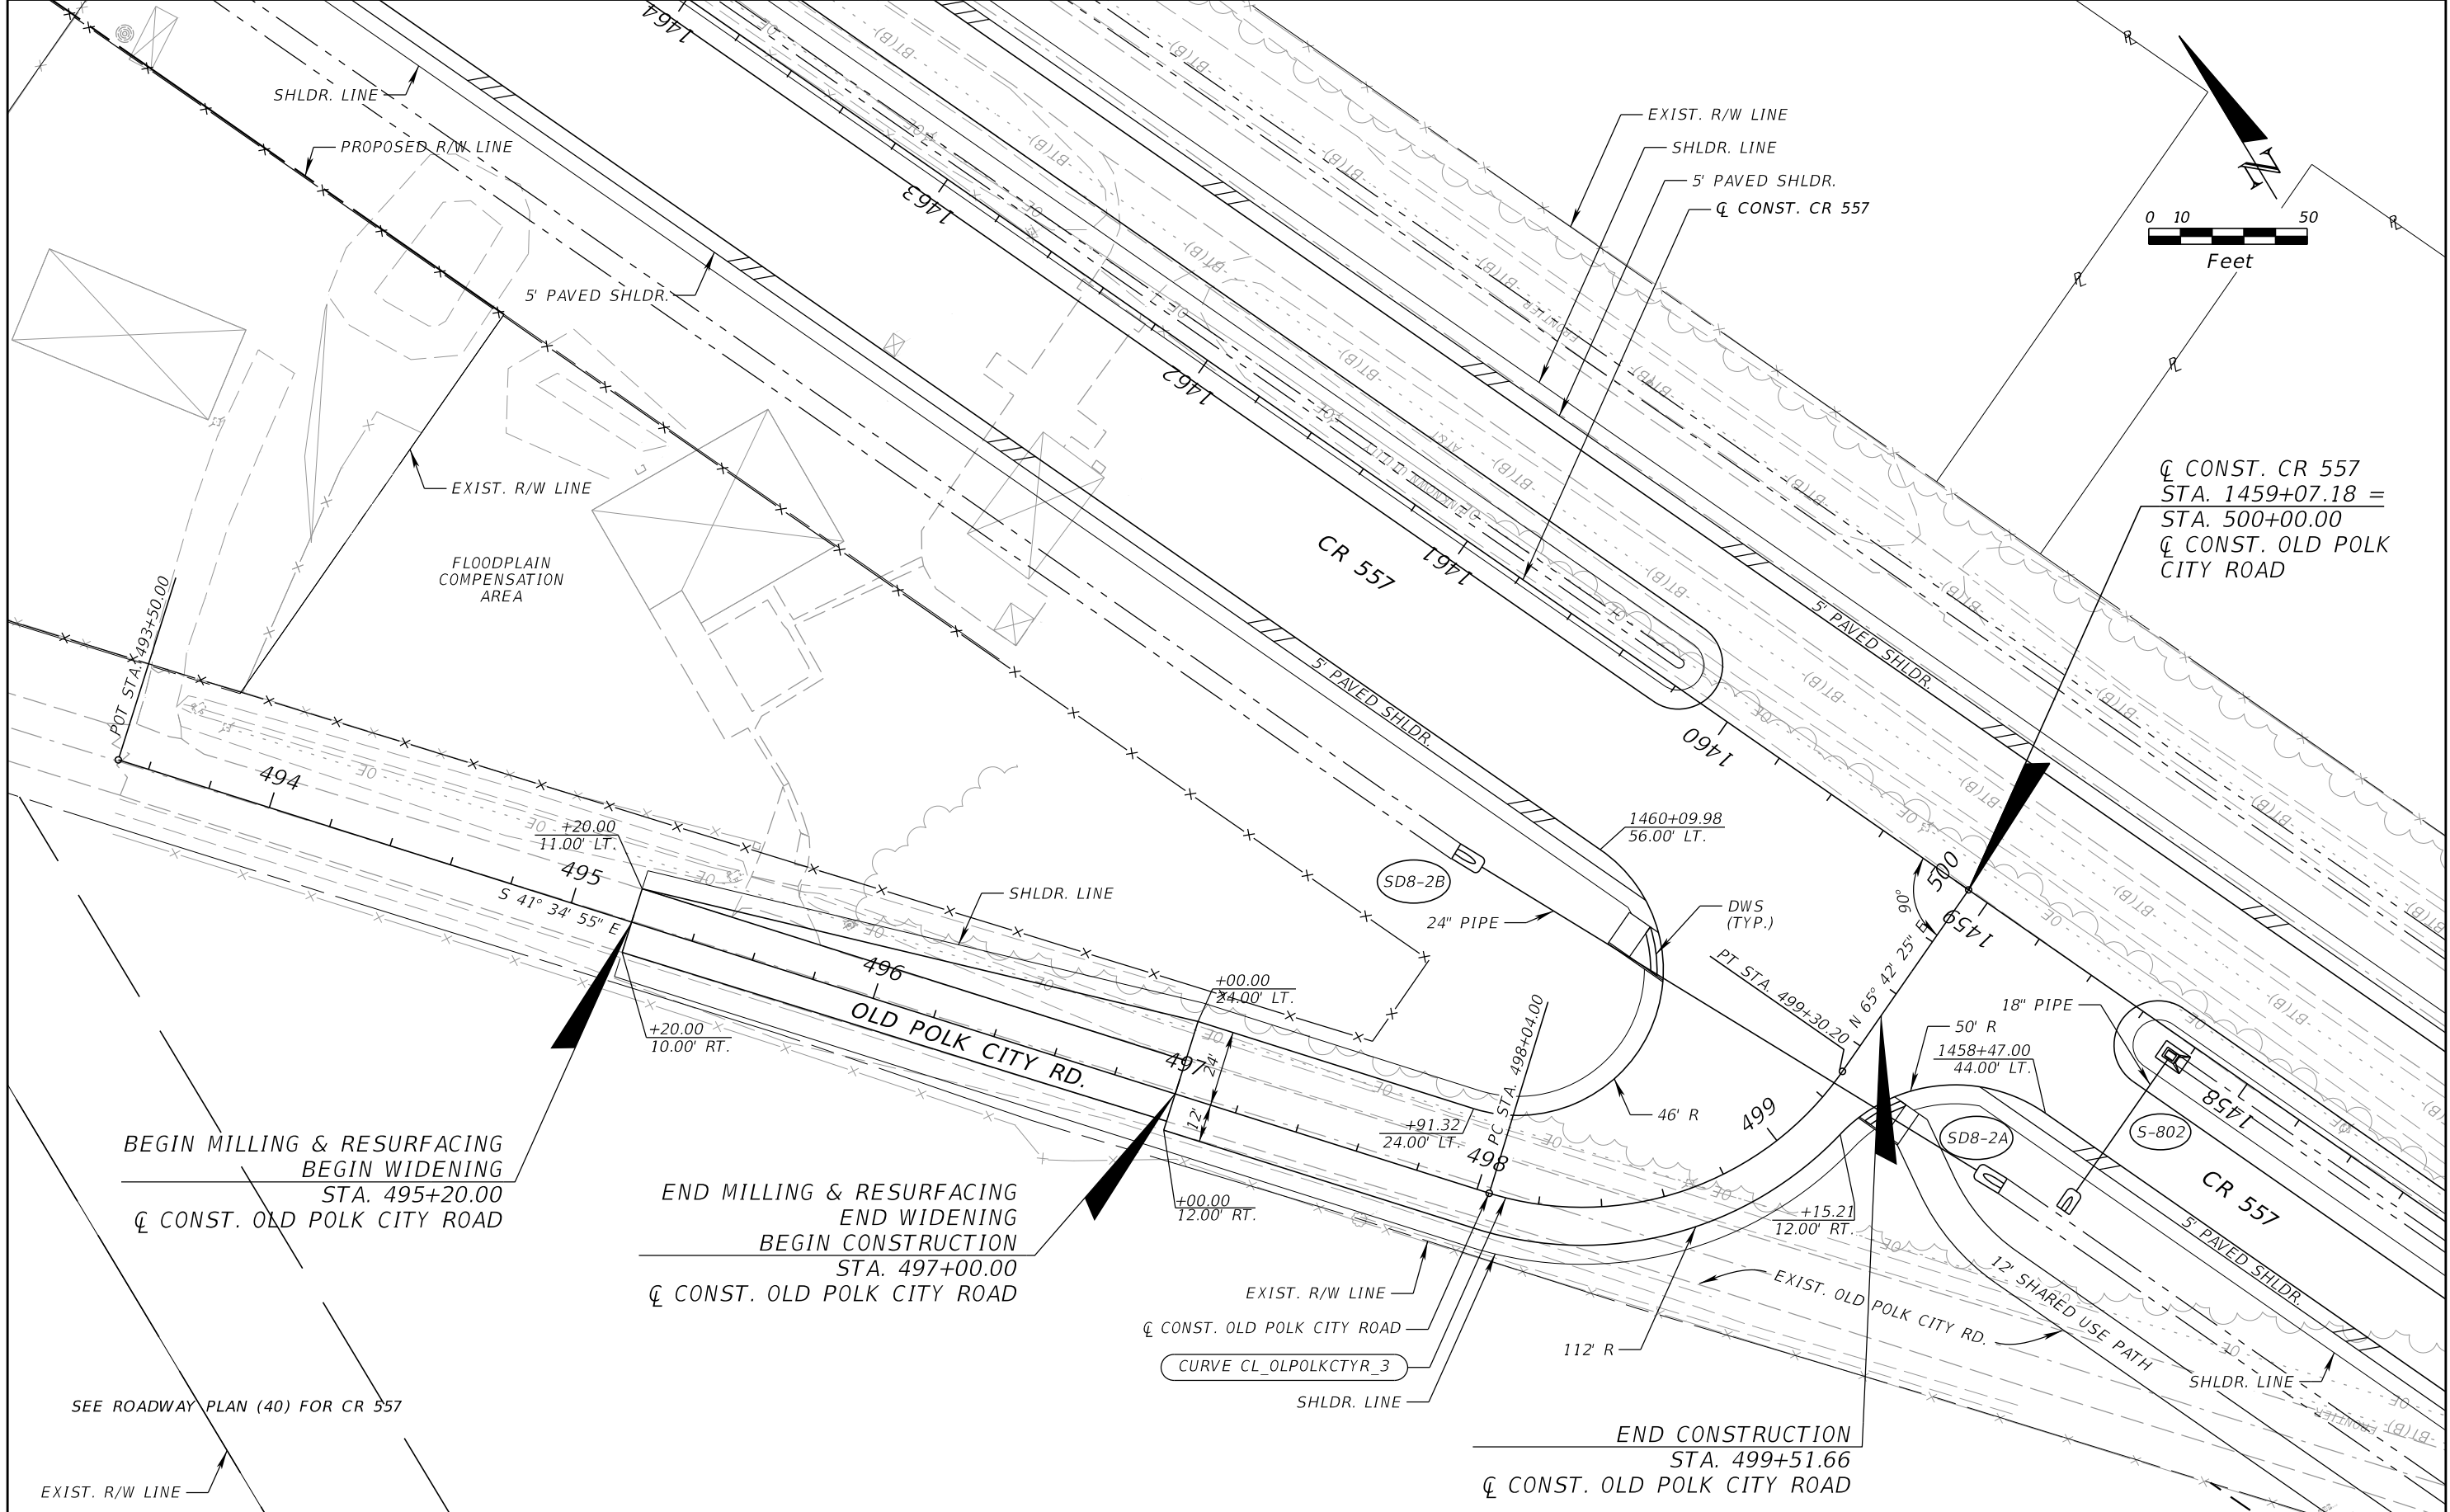 1464
1463
1462
1461
1460
1459
1458
SHLDR. LINE
PROPOSED R/W LINE
5' PAVED SHLDR.
EXIST. R/W LINE
FLOODPLAIN
COMPENSATION
AREA
EXIST. R/W LINE
SHLDR. LINE
5' PAVED SHLDR.
℄ CONST. CR 557
N
0 10 50
Feet
℄ CONST. CR 557
STA. 1459+07.18 =
STA. 500+00.00
℄ CONST. OLD POLK
CITY ROAD
CR 557
5' PAVED SHLDR.
5' PAVED SHLDR.
POT STA. 493+50.00
494
495
496
497
498
499
500
+20.00
11.00' LT.
S 41° 34' 55" E
SHLDR. LINE
+20.00
10.00' RT.
OLD POLK CITY RD.
+00.00
24.00' LT.
24'
12'
+00.00
12.00' RT.
+91.32
24.00' LT.
PC STA. 498+04.00
SD8-2B
24" PIPE
1460+09.98
56.00' LT.
DWS
(TYP.)
46' R
PT STA. 499+30.20
N 65° 42' 25" E
90°
18" PIPE
50' R
1458+47.00
44.00' LT.
SD8-2A
S-802
CR 557
+15.21
12.00' RT.
5' PAVED SHLDR.
12' SHARED USE PATH
EXIST. OLD POLK CITY RD.
SHLDR. LINE
BEGIN MILLING & RESURFACING
BEGIN WIDENING
STA. 495+20.00
℄ CONST. OLD POLK CITY ROAD
END MILLING & RESURFACING
END WIDENING
BEGIN CONSTRUCTION
STA. 497+00.00
℄ CONST. OLD POLK CITY ROAD
EXIST. R/W LINE
℄ CONST. OLD POLK CITY ROAD
CURVE CL_OLPOLKCTYR_3
SHLDR. LINE
112' R
END CONSTRUCTION
STA. 499+51.66
℄ CONST. OLD POLK CITY ROAD
SEE ROADWAY PLAN (40) FOR CR 557
EXIST. R/W LINE